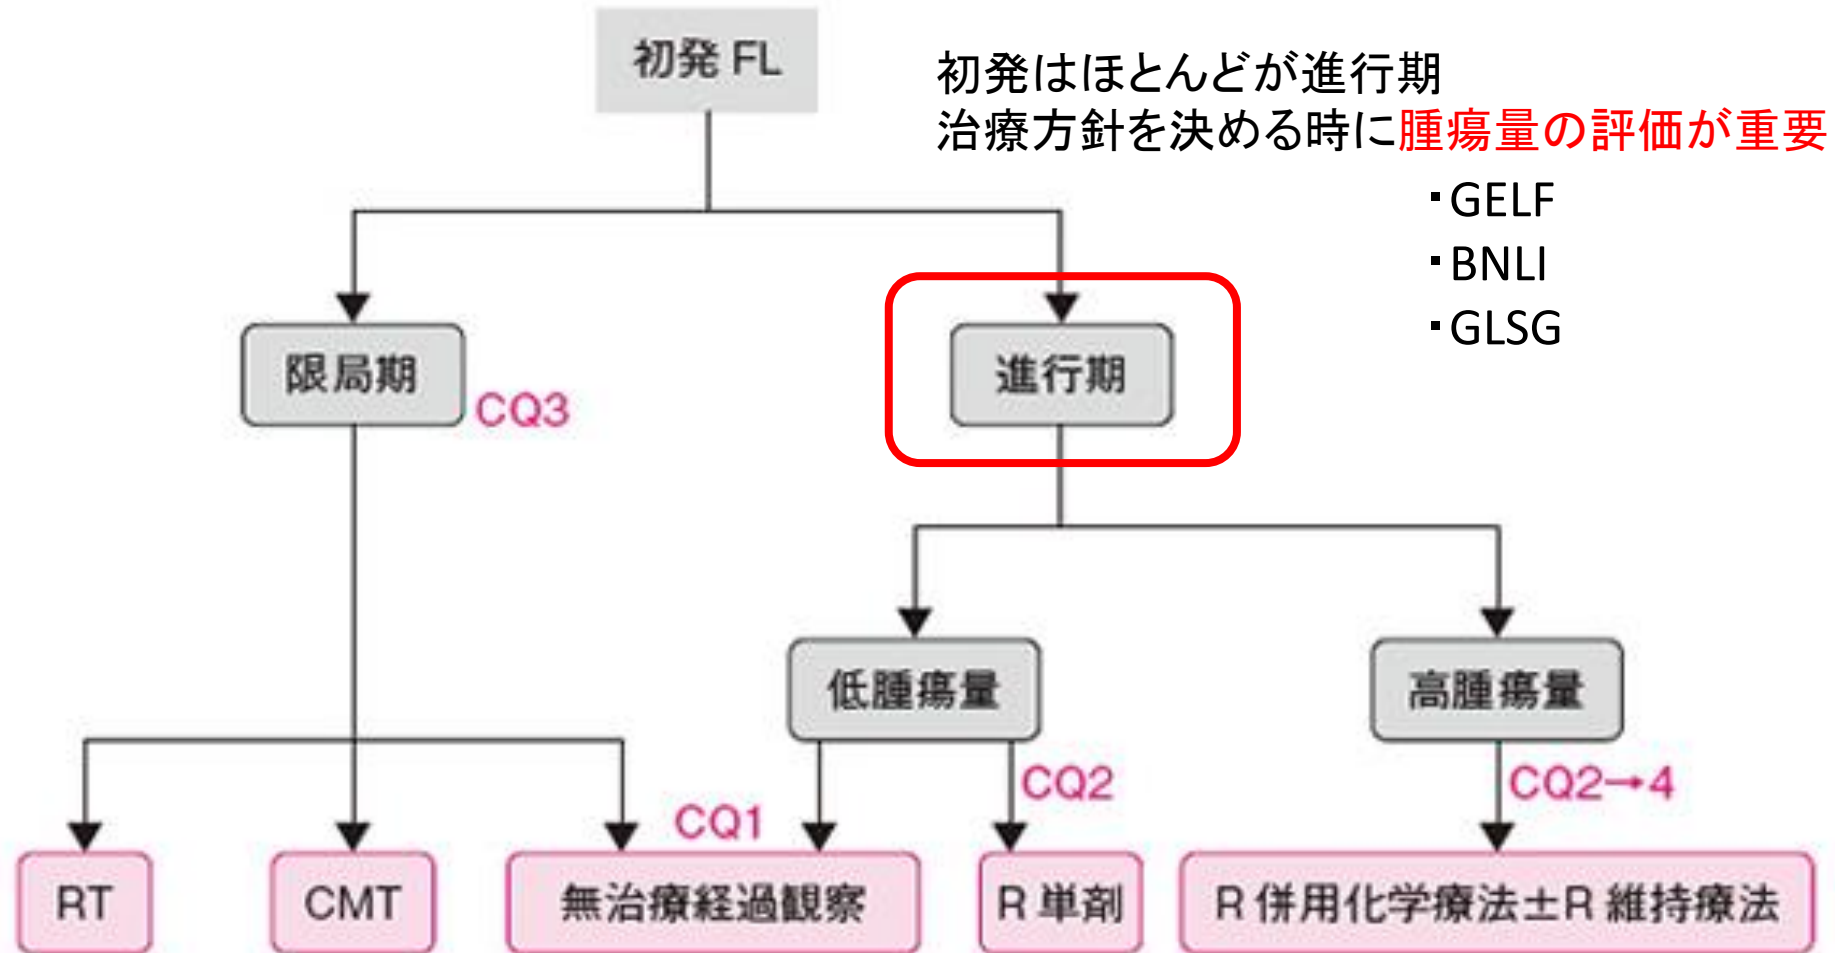 初発 FL
初発はほとんどが進行期
治療方針を決める時に腫瘍量の評価が重要
・GELF
・BNLI
・GLSG
限局期
CQ3
進行期
低腫瘍量
高腫瘍量
CQ1
CQ2
CQ2→4
RT
CMT
無治療経過観察
R 単剤
R 併用化学療法±R 維持療法